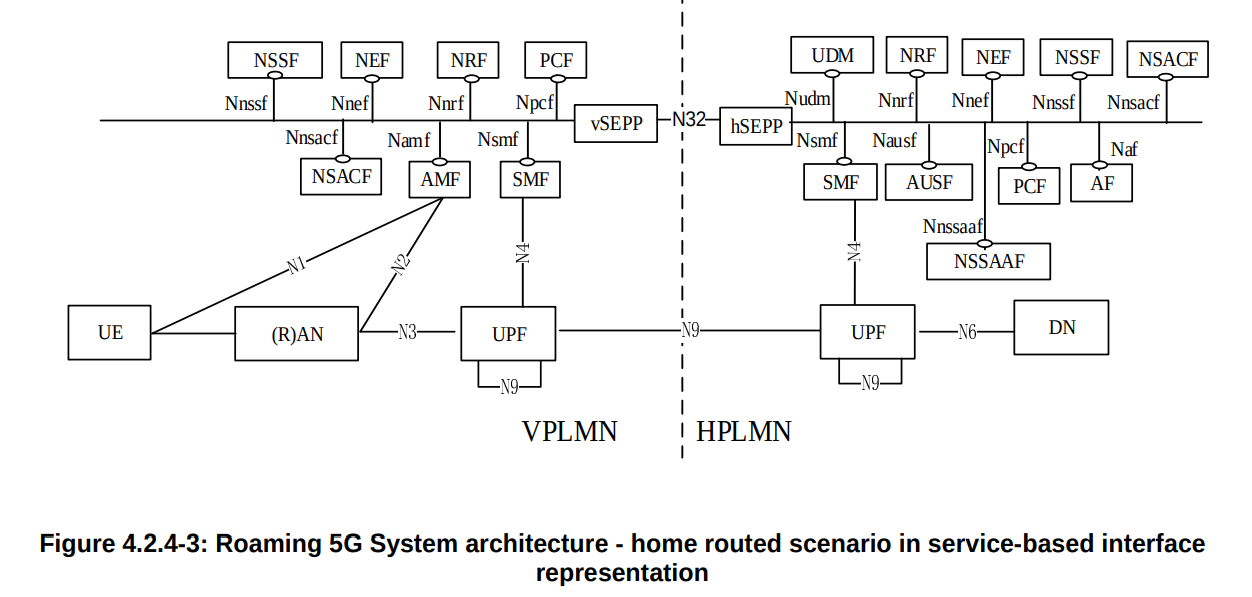 NSSF
NEF
NRF
PCF
UDM
NRF
NEF
NSSF
NSACF
Nnssf
Nnef
Nnrf
Npcf
Nudm
Nnrf
Nnef
Nnssf
Nnsacf
vSEPP
N32
hSEPP
Nnsacf
Namf
Nsmf
Nsmf
Nausf
Npcf
Naf
NSACF
AMF
SMF
SMF
AUSF
PCF
AF
Nnssaaf
NSSAAF
N1
N2
N4
N4
UE
(R)AN
N3
UPF
N9
UPF
N6
DN
N9
N9
VPLMN
HPLMN
Figure 4.2.4-3: Roaming 5G System architecture - home routed scenario in service-based interface
representation